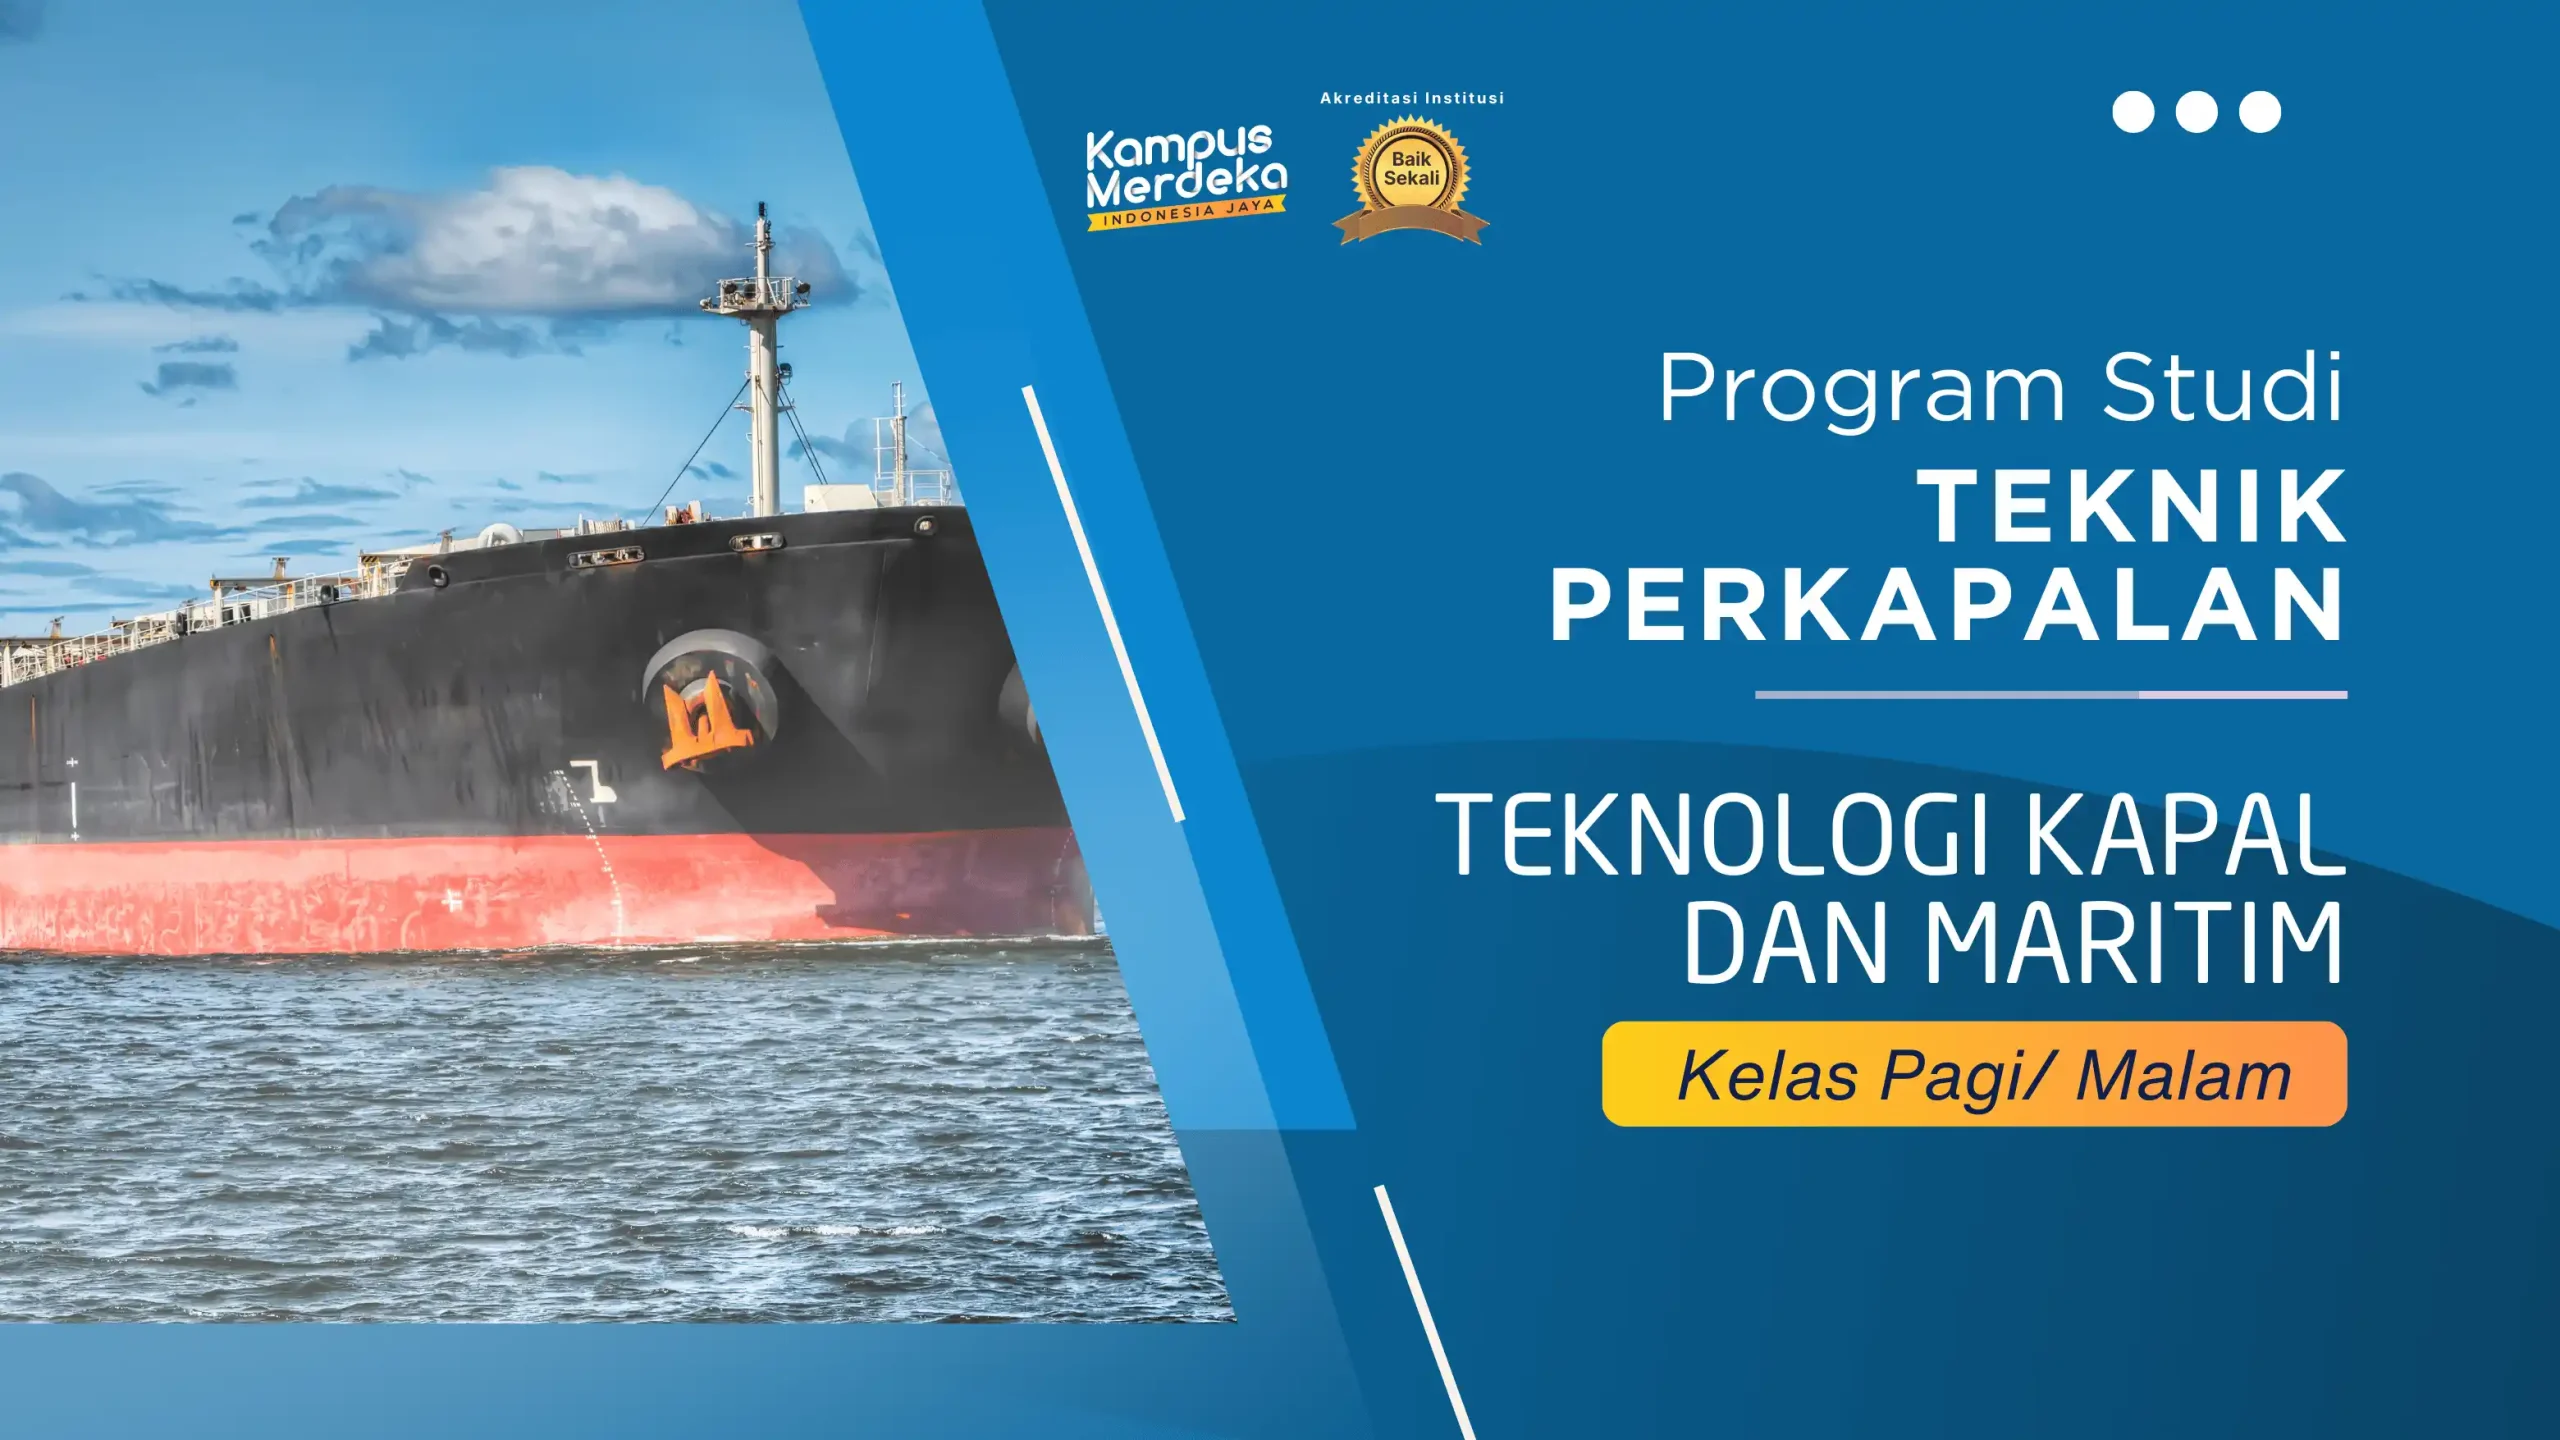 Akreditasi Institusi
Kampus
Merdeka
INDONESIA JAYA
Baik
Sekali
Program Studi
TEKNIK
PERKAPALAN
TEKNOLOGI KAPAL
DAN MARITIM
Kelas Pagi/ Malam